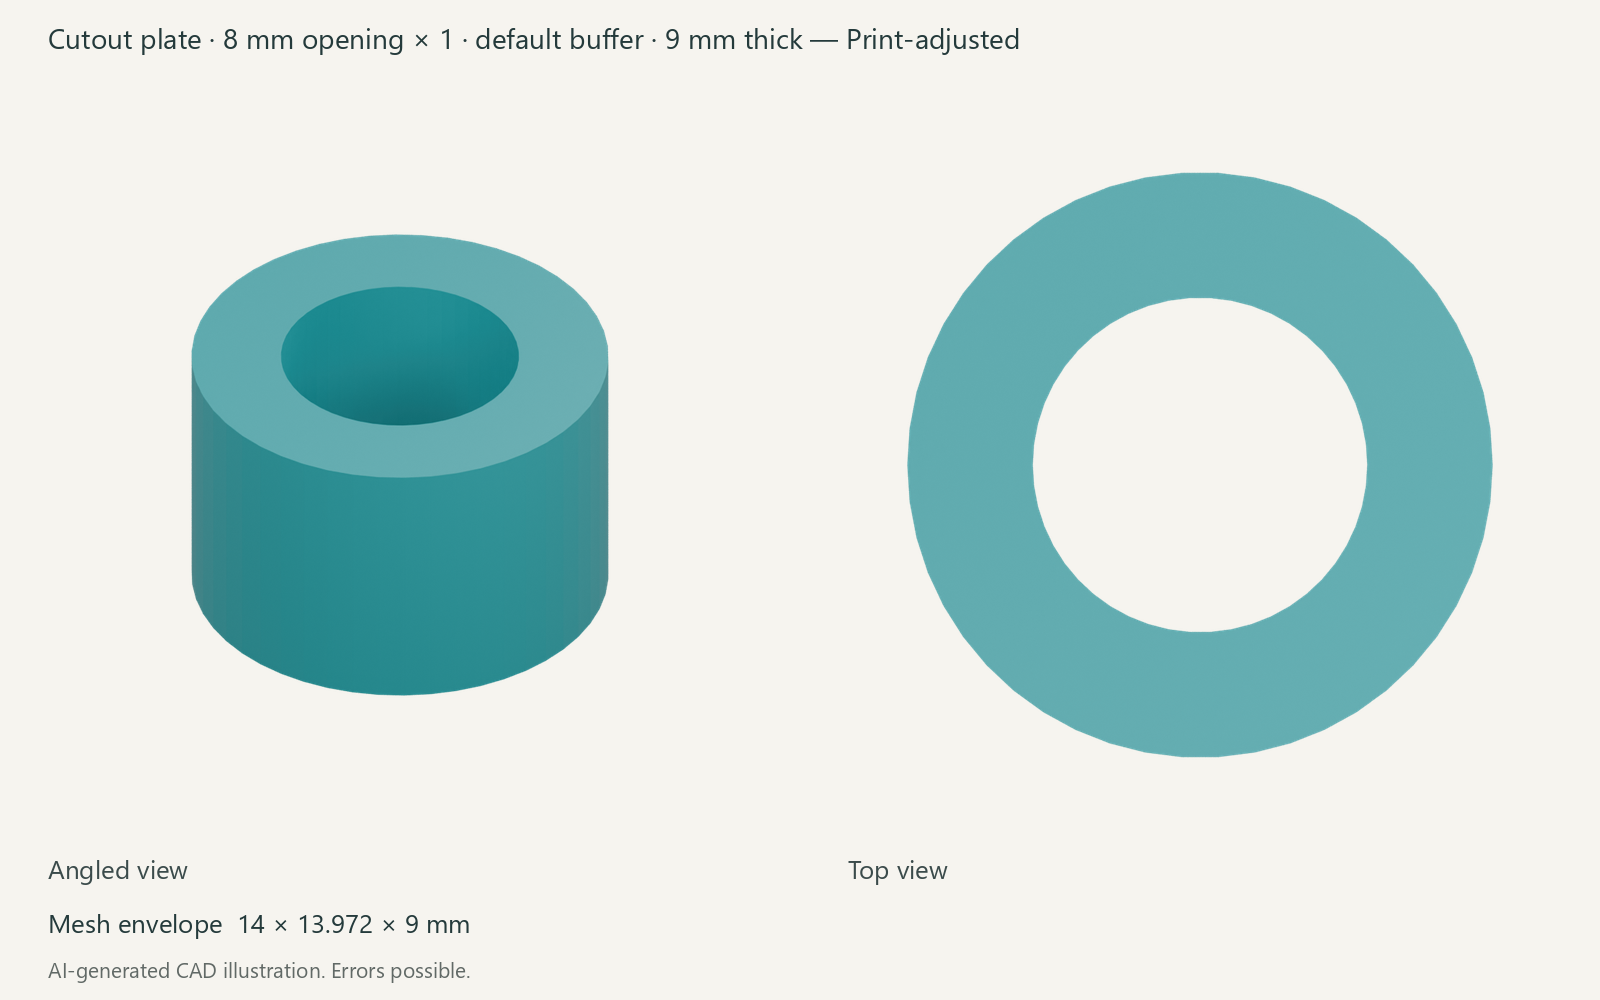 Cutout plate · 8 mm opening × 1 · default buffer · 9 mm thick — Print-adjusted
Angled view
Top view
Mesh envelope 14 × 13.972 × 9 mm
AI-generated CAD illustration. Errors possible.